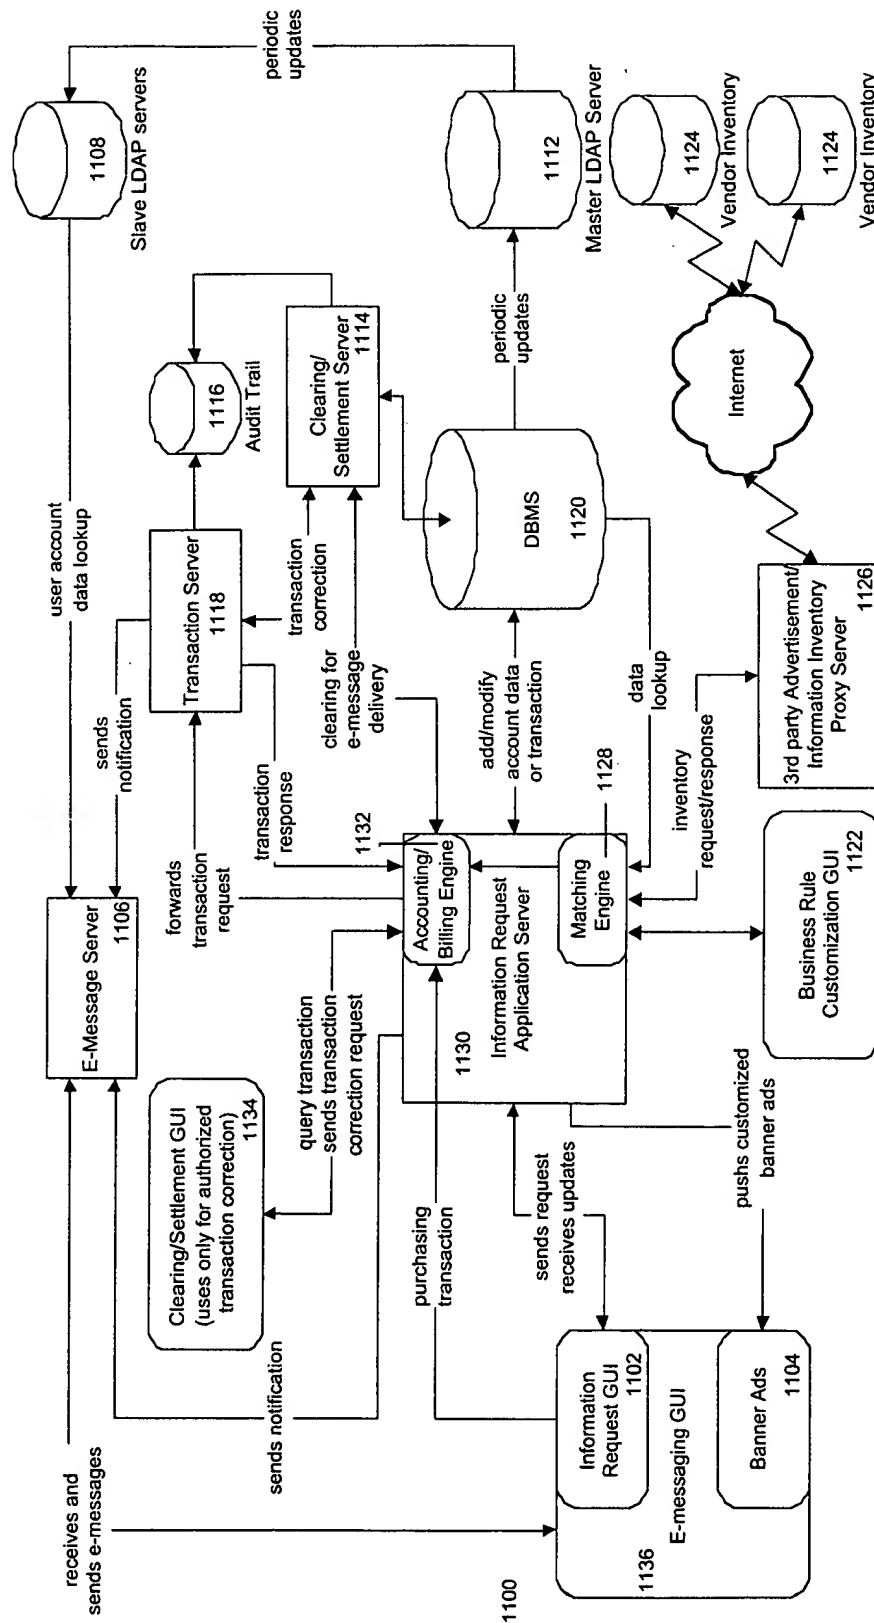 1100
receives and
sends e-messages
E-Message Server
1106
user account
data lookup
1108
Slave LDAP servers
periodic
updates
sends
notification
Transaction Server
1118
1116
Audit Trail
sends notification
Clearing/Settlement GUI
(uses only for authorized
transaction correction)
1134
query transaction
sends transaction
correction request
forwards
transaction
request
transaction
response
transaction
correction
Clearing/
Settlement Server
1114
clearing for
e-message
delivery
purchasing
transaction
1132
Accounting/
Billing Engine
1130
Information Request
Application Server
Matching
Engine
1128
add/modify
account data
or transaction
DBMS
1120
periodic
updates
1112
Master LDAP Server
data
lookup
sends request
receives updates
Information
Request GUI
1102
E-messaging GUI
1136
Banner Ads
1104
pushs customized
banner ads
inventory
request/response
Business Rule
Customization GUI
1122
3rd party Advertisement/
Information Inventory
Proxy Server
1126
Internet
1124
Vendor Inventory
1124
Vendor Inventory